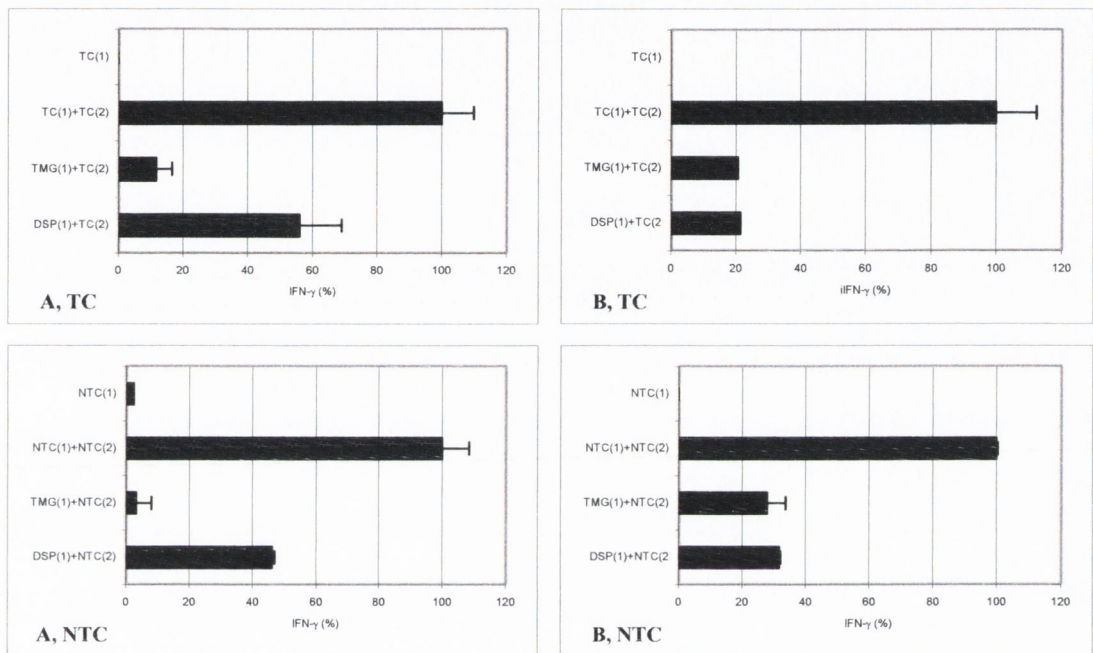 TC(1)
TC(1)+TC(2)
TMG(1)+TC(2)
DSP(1)+TC(2)
0 20 40 60 80 100 120
IFN-γ (%)
A, TC
TC(1)
TC(1)+TC(2)
TMG(1)+TC(2)
DSP(1)+TC(2
0 20 40 60 80 100 120
iIFN-γ (%)
B, TC
NTC(1)
NTC(1)+NTC(2)
TMG(1)+NTC(2)
DSP(1)+NTC(2)
0 20 40 60 80 100 120
IFN-γ (%)
A, NTC
NTC(1)
NTC(1)+NTC(2)
TMG(1)+NTC(2)
DSP(1)+NTC(2
0 20 40 60 80 100 120
IFN-γ (%)
B, NTC